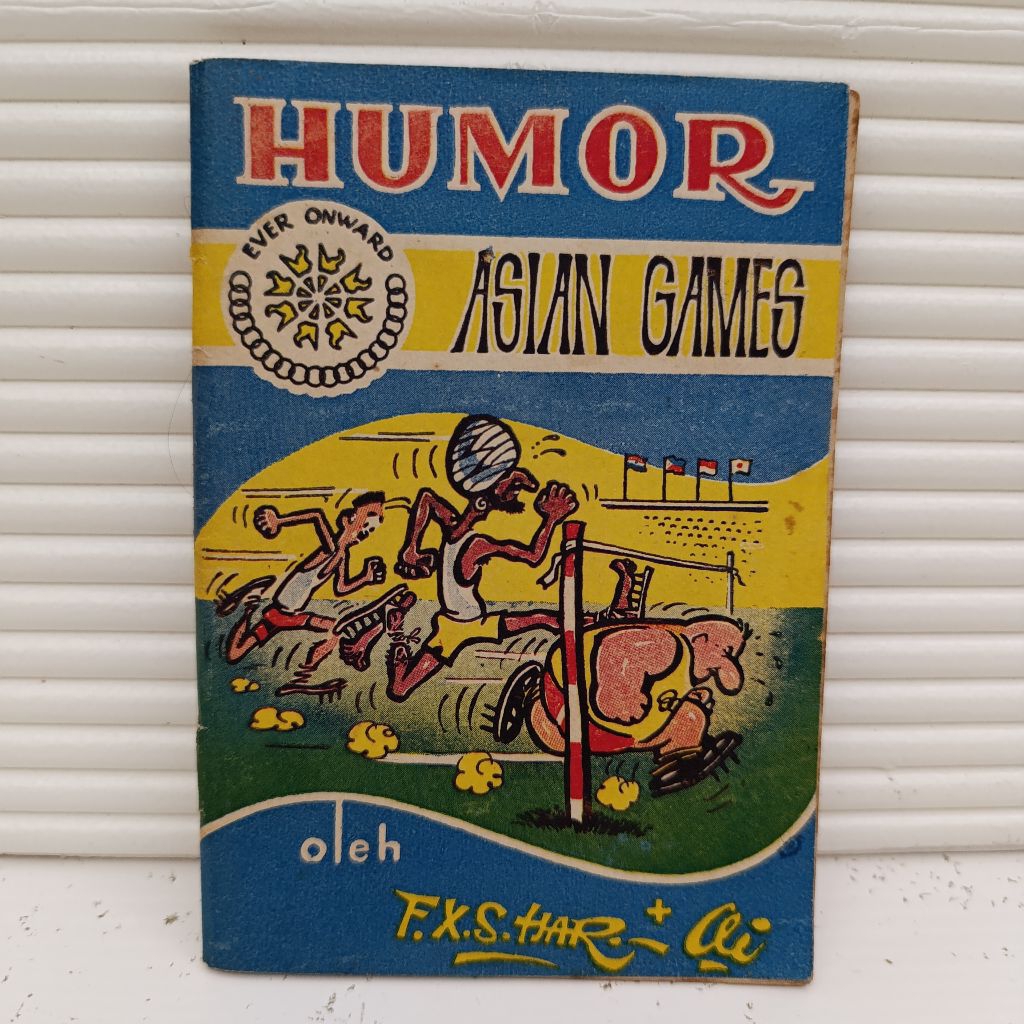 HUMOR
EVER ONWARD
ASIAN GAMES
oleh
F.X.S. HAR. + Ali